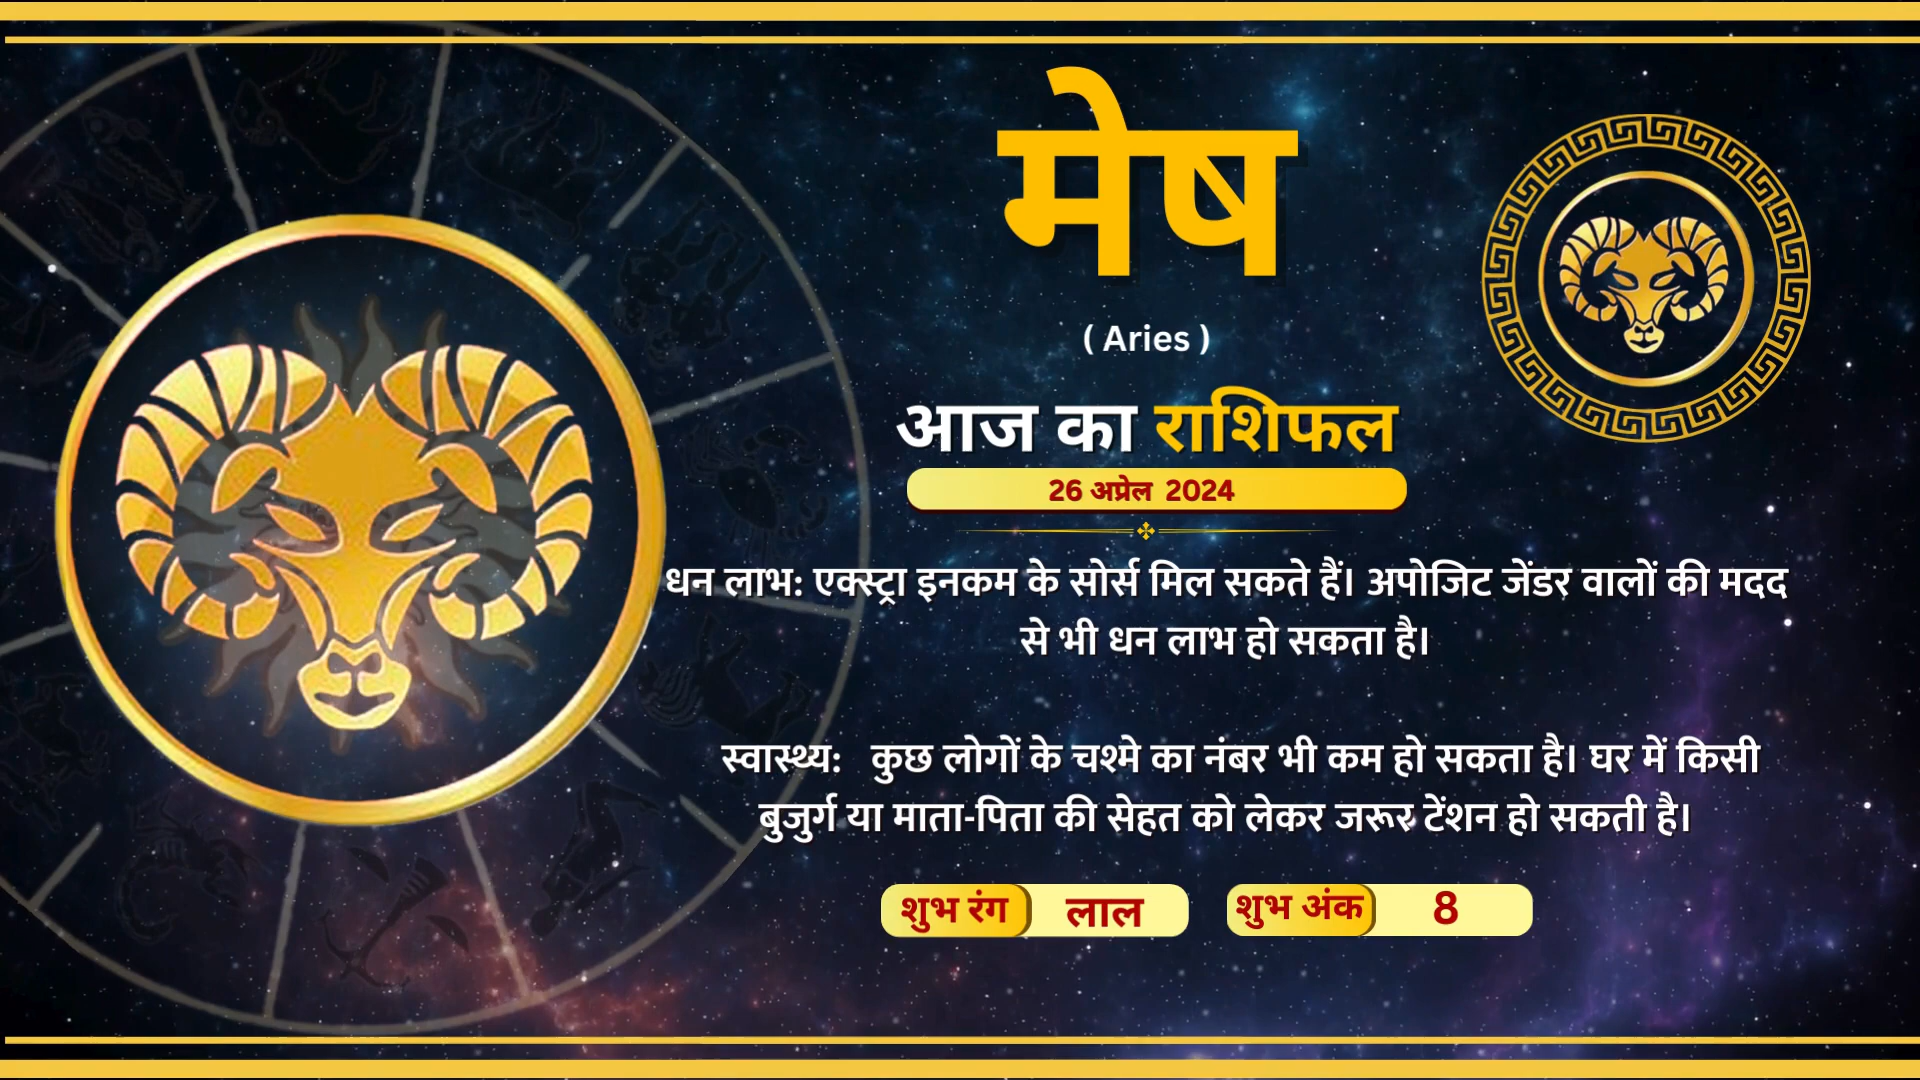 मेष
( Aries )
आज का राशिफल
26 अप्रेल 2024
धन लाभ: एक्स्ट्रा इनकम के सोर्स मिल सकते हैं। अपोजिट जेंडर वालों की मदद
से भी धन लाभ हो सकता है।
स्वास्थ्य: कुछ लोगों के चश्मे का नंबर भी कम हो सकता है। घर में किसी
बुजुर्ग या माता-पिता की सेहत को लेकर जरूर टेंशन हो सकती है।
शुभ रंग लाल शुभ अंक 8